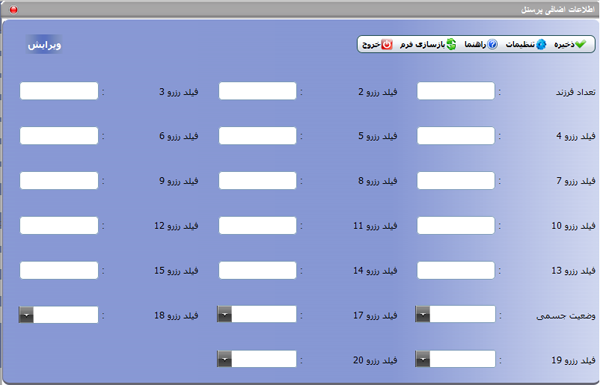 اطلاعات اضافی پرسنل
ذخیره تنظیمات راهنما بازسازی فرم خروج ویرایش
تعداد فرزند : فیلد رزرو 2 : فیلد رزرو 3 :
فیلد رزرو 4 : فیلد رزرو 5 : فیلد رزرو 6 :
فیلد رزرو 7 : فیلد رزرو 8 : فیلد رزرو 9 :
فیلد رزرو 10 : فیلد رزرو 11 : فیلد رزرو 12 :
فیلد رزرو 13 : فیلد رزرو 14 : فیلد رزرو 15 :
وضعیت جسمی : فیلد رزرو 17 : فیلد رزرو 18 :
فیلد رزرو 19 : فیلد رزرو 20 :